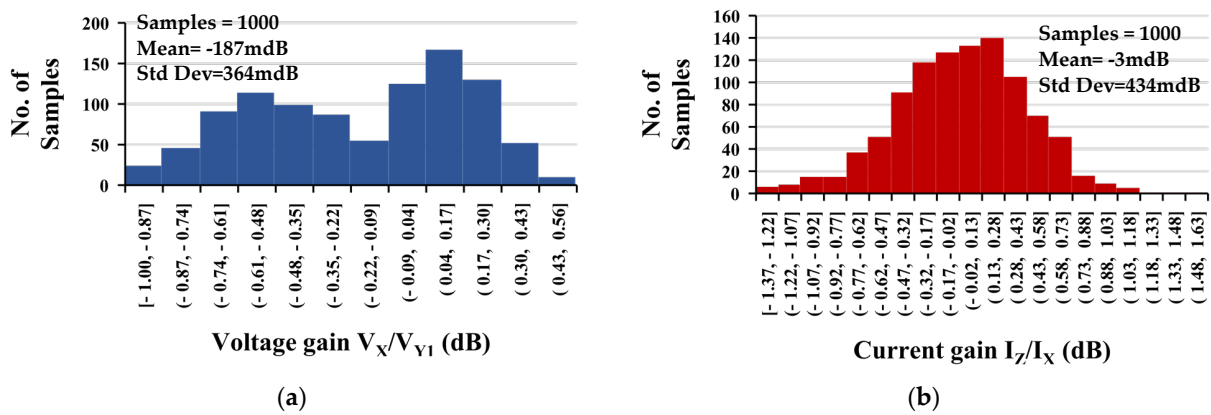 Samples = 1000
Mean= -187mdB
Std Dev=364mdB
No. of
Samples
200
150
100
50
0
[- 1.00, - 0.87]
(- 0.87, - 0.74]
(- 0.74, - 0.61]
(- 0.61, - 0.48]
(- 0.48, - 0.35]
(- 0.35, - 0.22]
(- 0.22, - 0.09]
(- 0.09, 0.04]
( 0.04, 0.17]
( 0.17, 0.30]
( 0.30, 0.43]
( 0.43, 0.56]
Voltage gain VX/VY1 (dB)
(a)
Samples = 1000
Mean= -3mdB
Std Dev=434mdB
No. of
Samples
160
140
120
100
80
60
40
20
0
[- 1.37, - 1.22]
(- 1.22, - 1.07]
(- 1.07, - 0.92]
(- 0.92, - 0.77]
(- 0.77, - 0.62]
(- 0.62, - 0.47]
(- 0.47, - 0.32]
(- 0.32, - 0.17]
(- 0.17, - 0.02]
(- 0.02, 0.13]
( 0.13, 0.28]
( 0.28, 0.43]
( 0.43, 0.58]
( 0.58, 0.73]
( 0.73, 0.88]
( 0.88, 1.03]
( 1.03, 1.18]
( 1.18, 1.33]
( 1.33, 1.48]
( 1.48, 1.63]
Current gain IZ/IX (dB)
(b)